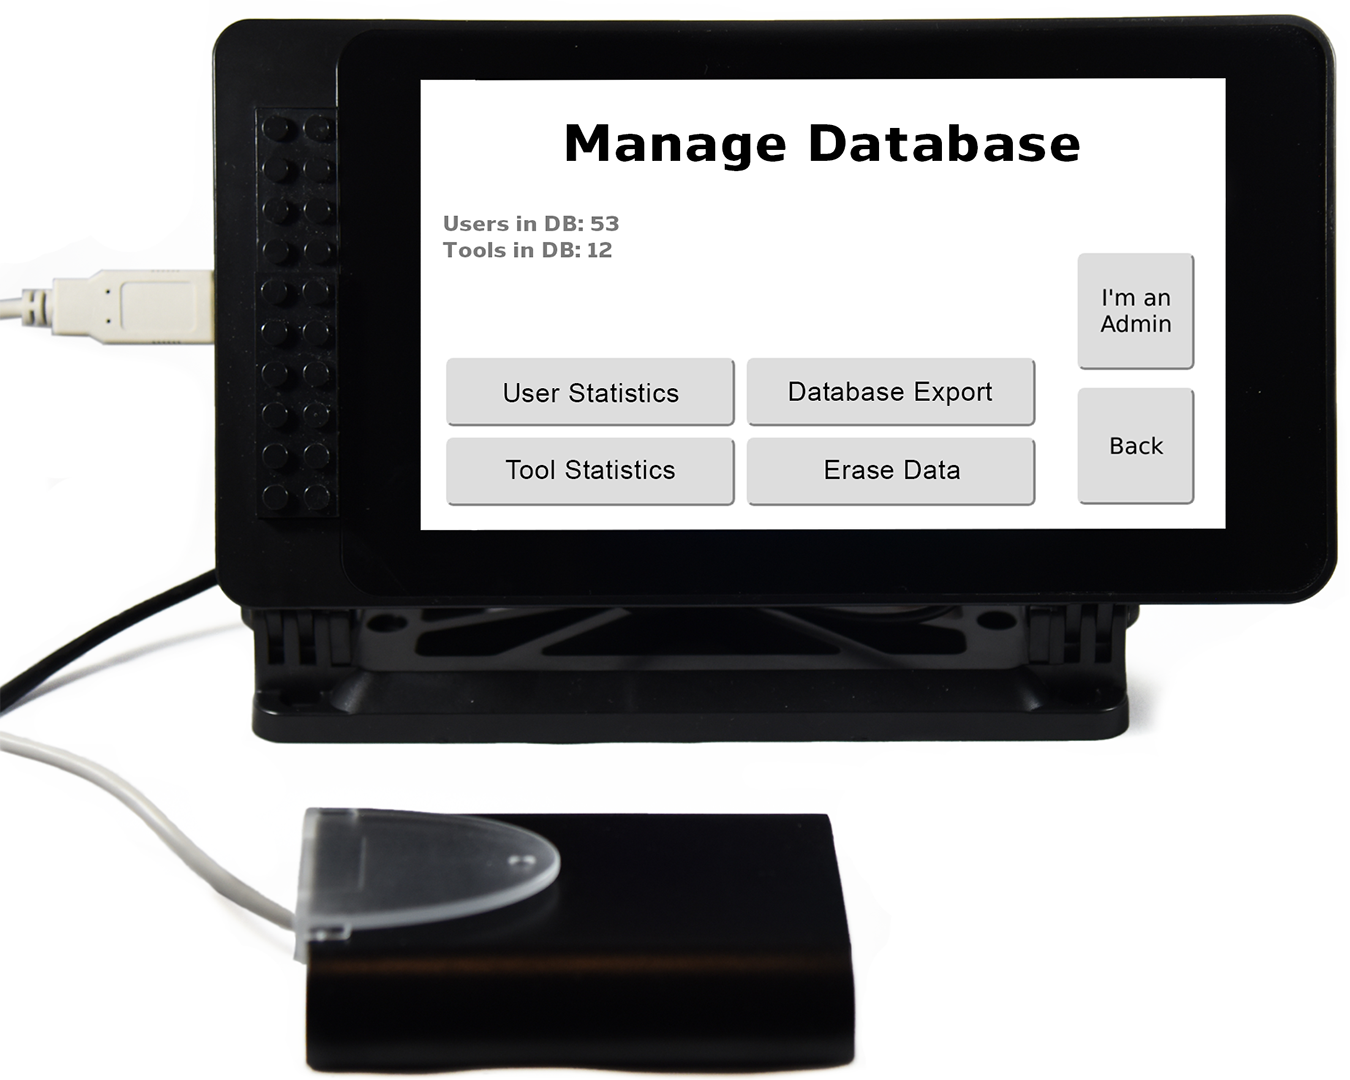 Manage Database
Users in DB: 53
Tools in DB: 12
I'm an
Admin
User Statistics
Database Export
Back
Tool Statistics
Erase Data